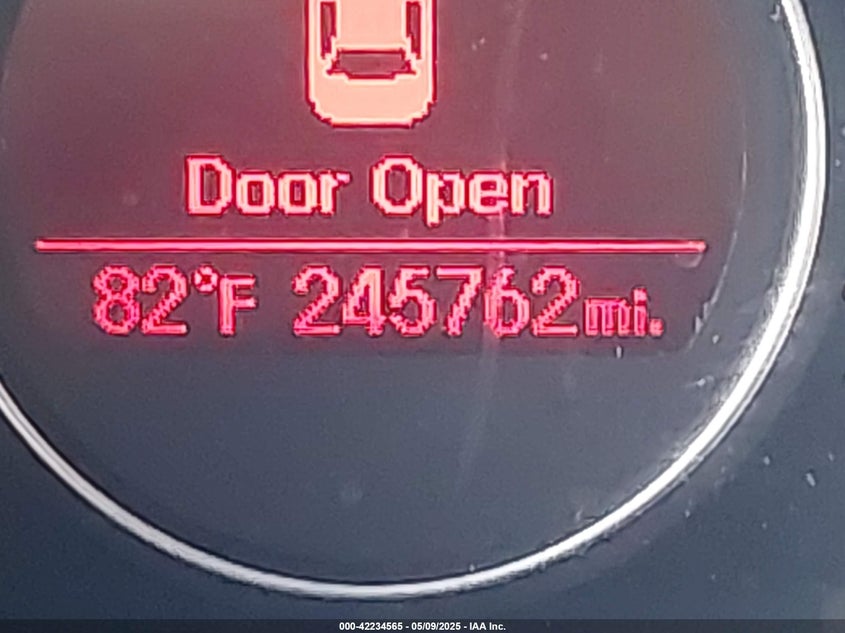 Door Open
82°F 245762mi.
000-42234565 - 05/09/2025 - IAA Inc.